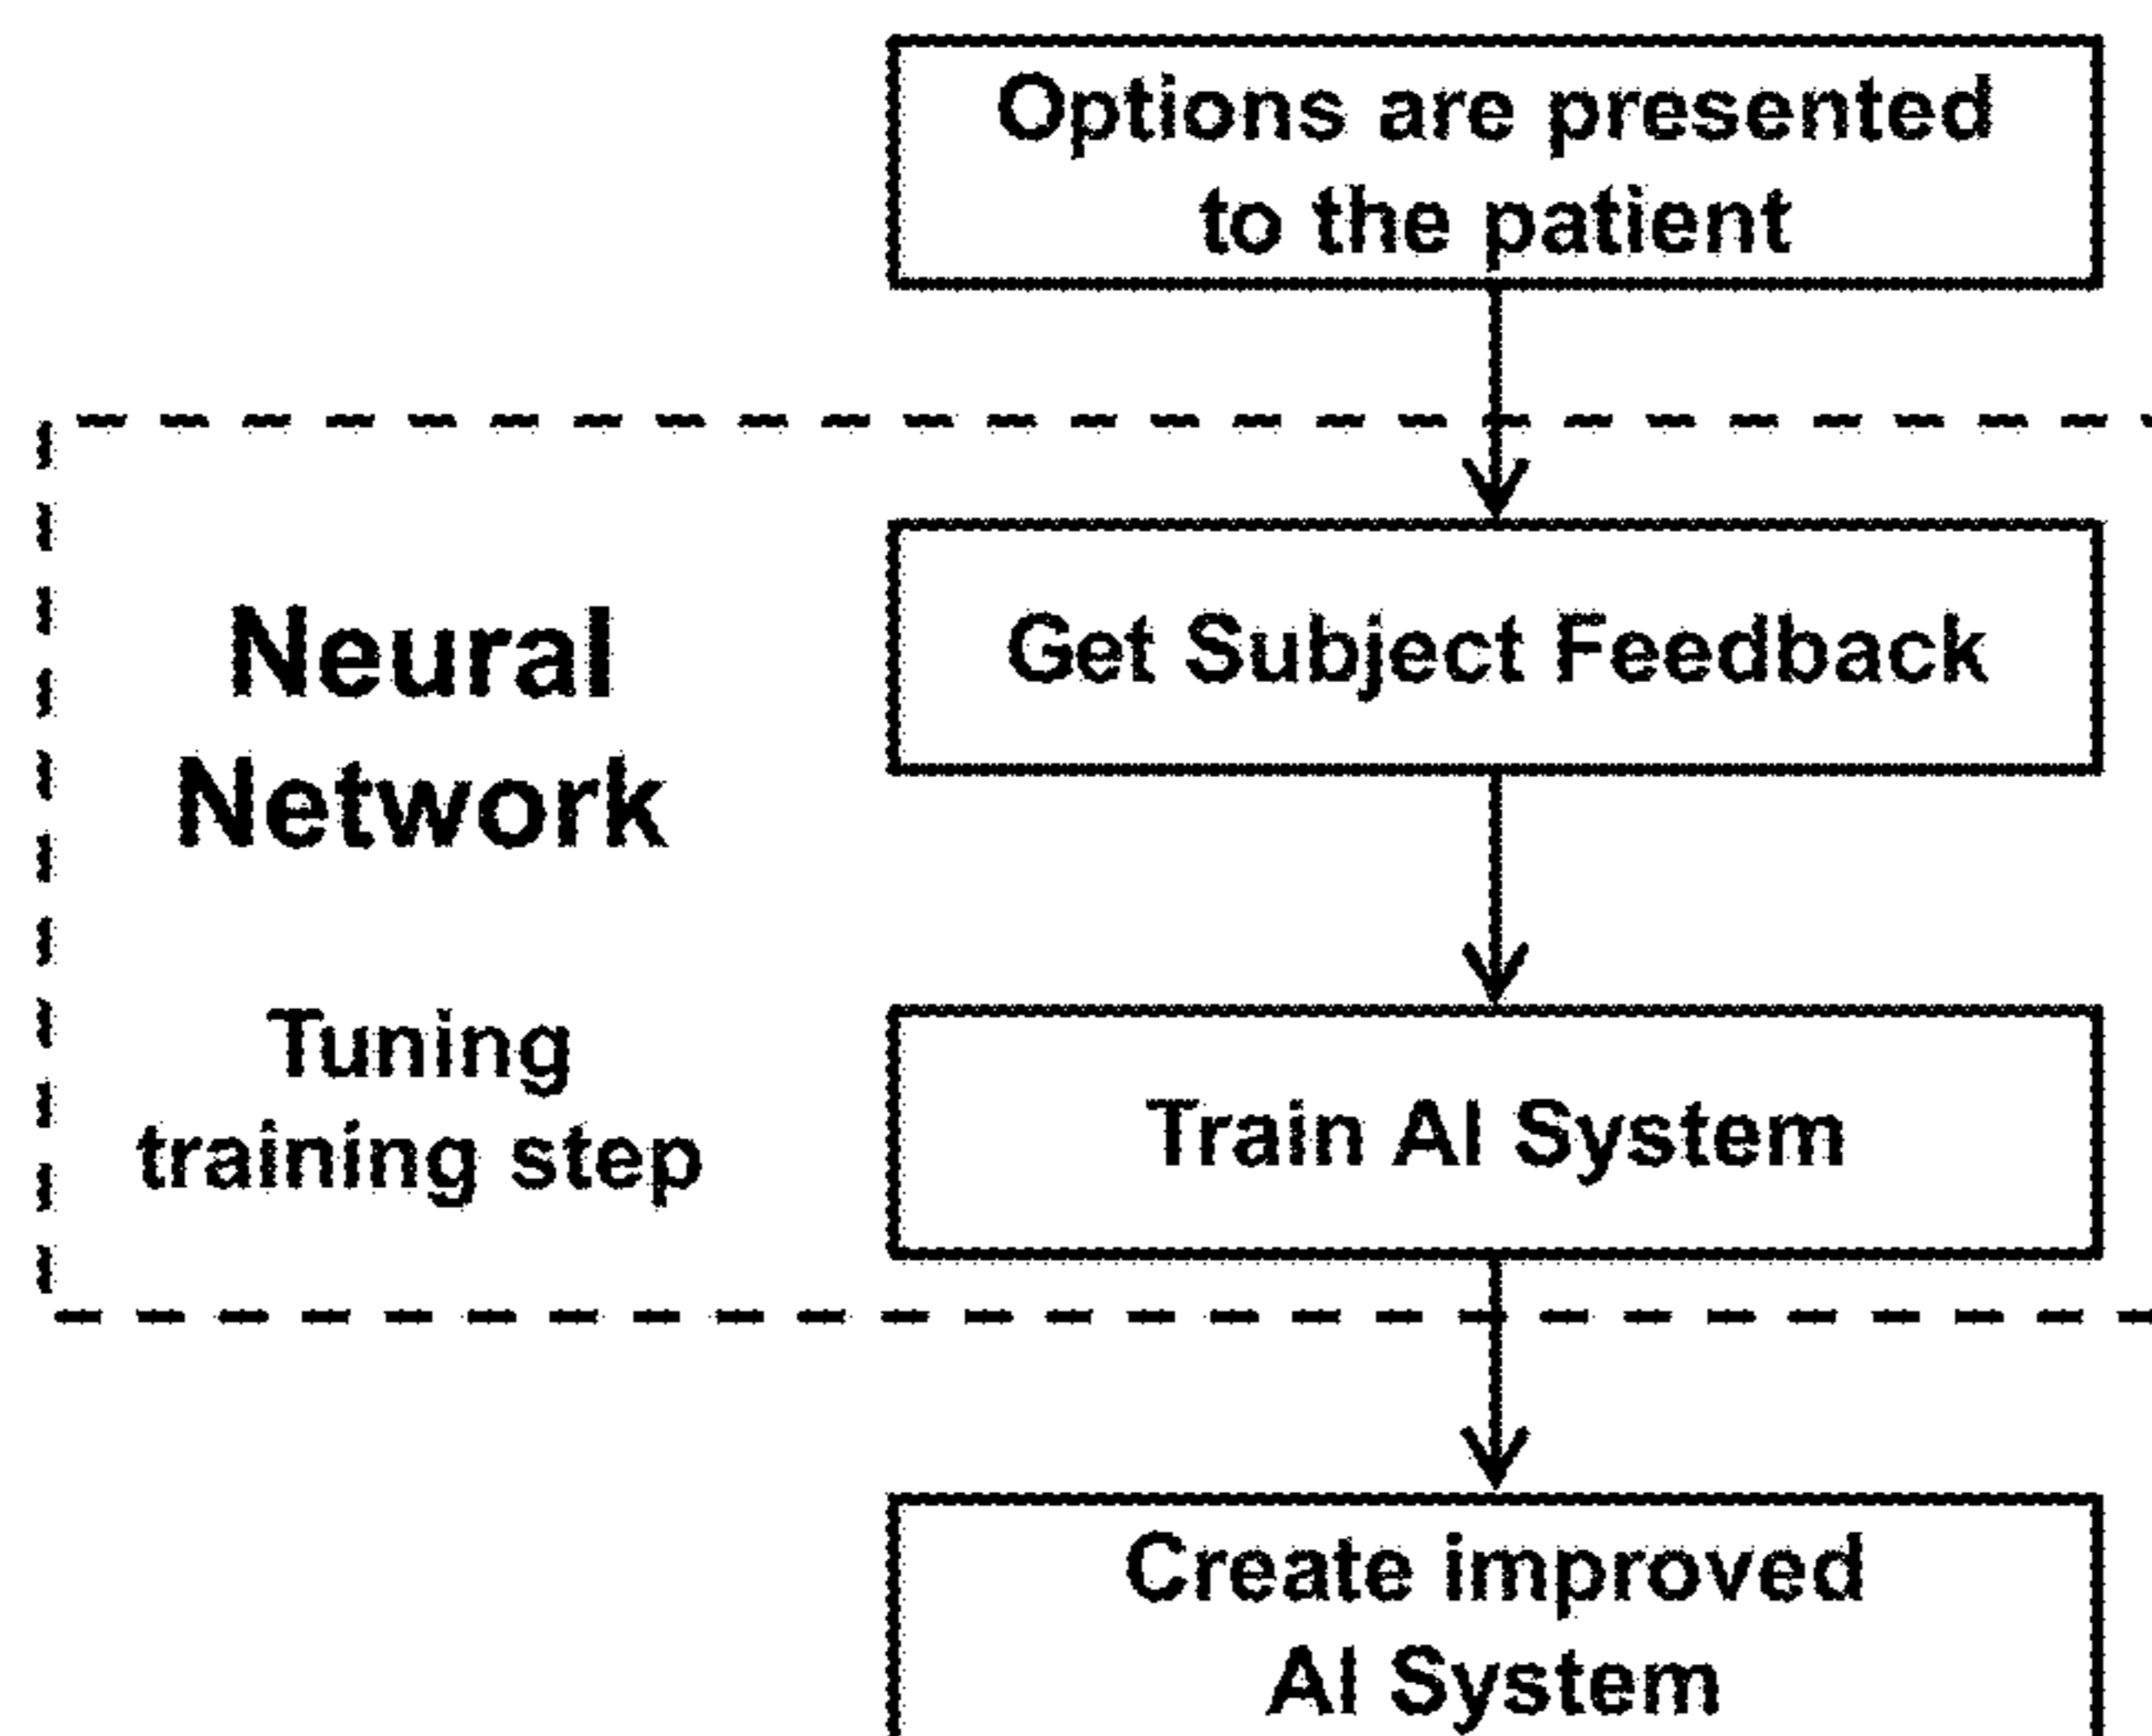 Options are presented
to the patient
Neural
Network
Tuning
training step
Get Subject Feedback
Train AI System
Create improved
AI System